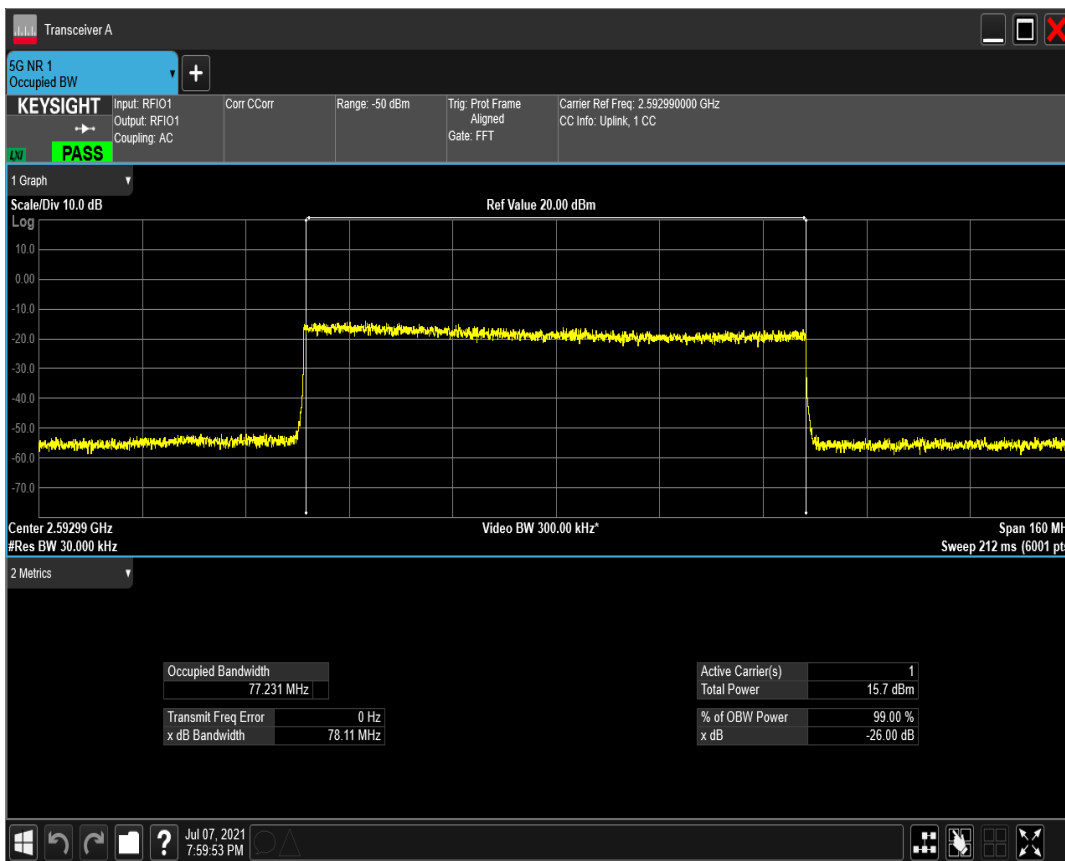 Transceiver A
5G NR 1
Occupied BW
KEYSIGHT
LXI
PASS
Input: RFIO1
Output: RFIO1
Coupling: AC
Corr CCorr
Range: -50 dBm
Trig: Prot Frame
Aligned
Gate: FFT
Carrier Ref Freq: 2.592990000 GHz
CC Info: Uplink, 1 CC
1 Graph
Scale/Div 10.0 dB
Ref Value 20.00 dBm
Log
10.0
0.00
-10.0
-20.0
-30.0
-40.0
-50.0
-60.0
-70.0
Center 2.59299 GHz
Video BW 300.00 kHz*
Span 160 MH
#Res BW 30.000 kHz
Sweep 212 ms (6001 pts
2 Metrics
Occupied Bandwidth
77.231 MHz
Transmit Freq Error 0 Hz
x dB Bandwidth 78.11 MHz
Active Carrier(s) 1
Total Power 15.7 dBm
% of OBW Power 99.00 %
x dB -26.00 dB
?
Jul 07, 2021
7:59:53 PM